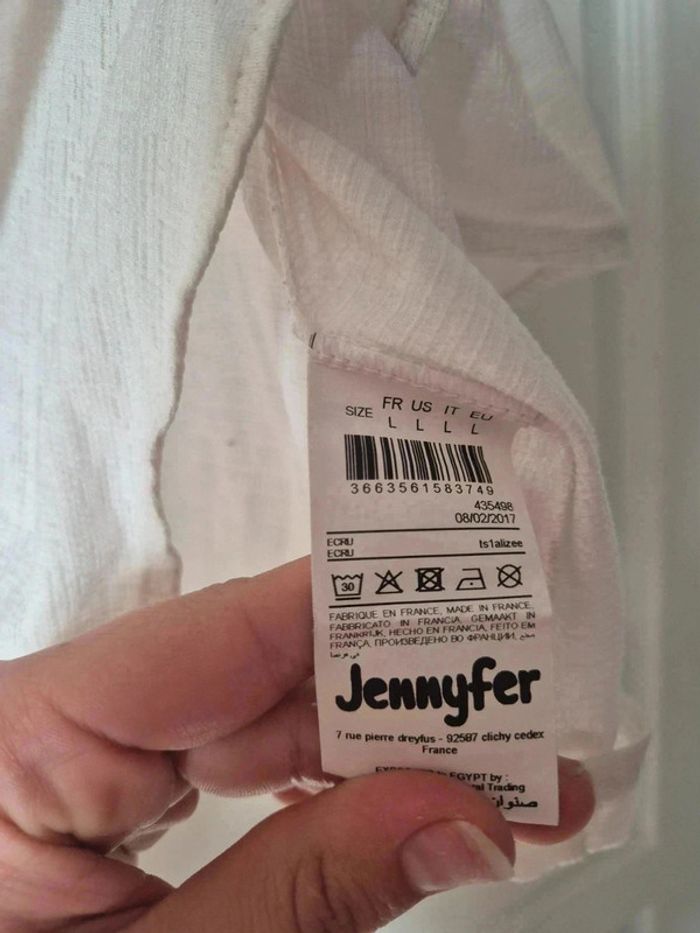 SIZE FR US IT EU
L L L L
3663561583749
435498
08/02/2017
ECRU
ECRU ts1alizee
30
FABRIQUE EN FRANCE, MADE IN FRANCE,
FABBRICATO IN FRANCIA, GEMAAKT IN
FRANKRIJK, HECHO EN FRANCIA, FEITO EM
FRANÇA, ПРОИЗВЕДЕНО ВО ФРАНЦИИ,
Jennyfer
7 rue pierre dreyfus - 92587 clichy cedex
France
EGYPT by :
Trading